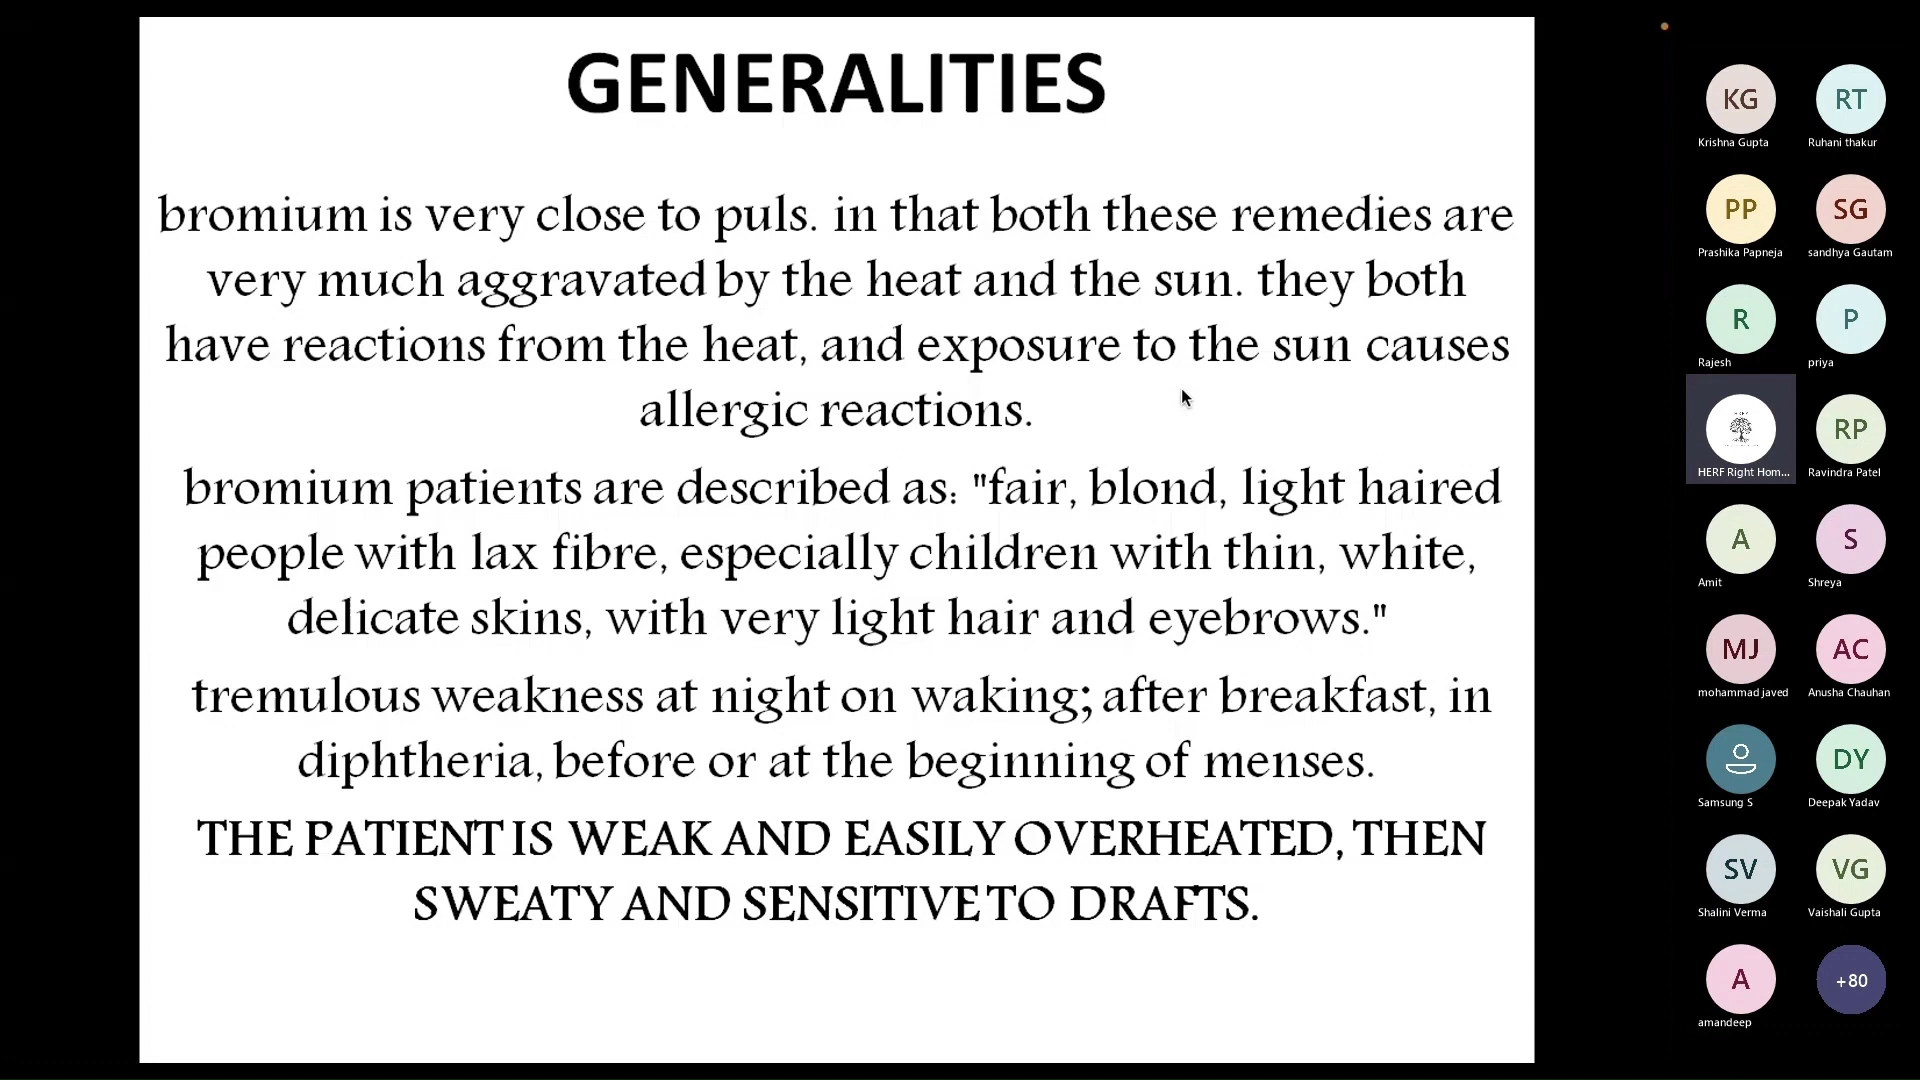 GENERALITIES
bromium is very close to puls. in that both these remedies are
very much aggravated by the heat and the sun. they both
have reactions from the heat, and exposure to the sun causes
allergic reactions.
bromium patients are described as: "fair, blond, light haired
people with lax fibre, especially children with thin, white,
delicate skins, with very light hair and eyebrows."
tremulous weakness at night on waking; after breakfast, in
diphtheria, before or at the beginning of menses.
THE PATIENT IS WEAK AND EASILY OVERHEATED, THEN
SWEATY AND SENSITIVE TO DRAFTS.
KG RT
Krishna Gupta Ruhani thakur
PP SG
Prashika Papneja sandhya Gautam
R P
Rajesh priya
RP
HERF Right Hom... Ravindra Patel
A S
Amit Shreya
MJ AC
mohammad javed Anusha Chauhan
DY
Samsung S Deepak Yadav
SV VG
Shalini Verma Vaishali Gupta
A +80
amandeep